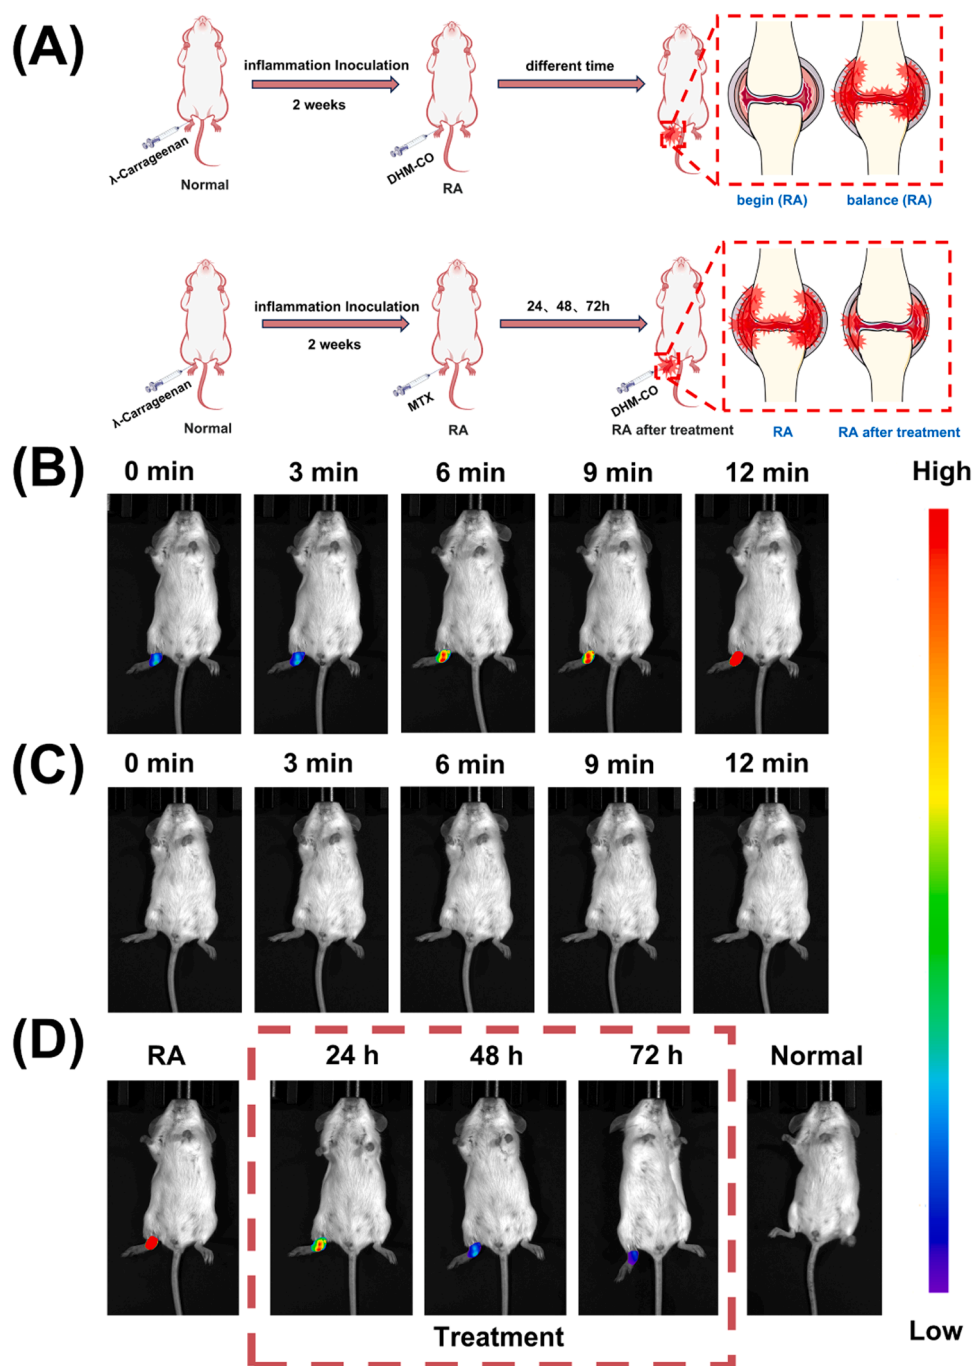 (A)
inflammation Inoculation
2 weeks
different time
λ-Carrageenan
Normal
DHM-CO
RA
begin (RA)
balance (RA)
inflammation Inoculation
2 weeks
24、48、72h
λ-Carrageenan
Normal
MTX
RA
DHM-CO
RA after treatment
RA
RA after treatment
(B)
0 min
3 min
6 min
9 min
12 min
High
(C)
0 min
3 min
6 min
9 min
12 min
(D)
RA
24 h
48 h
72 h
Normal
Treatment
Low